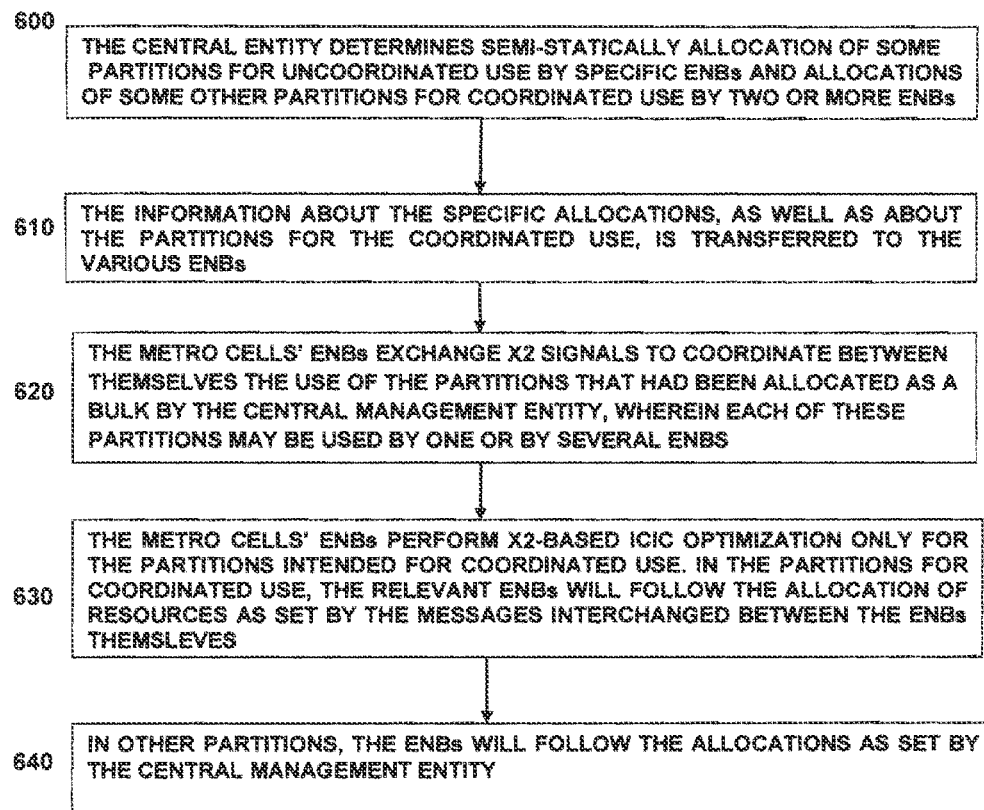 600
THE CENTRAL ENTITY DETERMINES SEMI-STATICALLY ALLOCATION OF SOME
PARTITIONS FOR UNCOORDINATED USE BY SPECIFIC ENBs AND ALLOCATIONS
OF SOME OTHER PARTITIONS FOR COORDINATED USE BY TWO OR MORE ENBs
610
THE INFORMATION ABOUT THE SPECIFIC ALLOCATIONS, AS WELL AS ABOUT
THE PARTITIONS FOR THE COORDINATED USE, IS TRANSFERRED TO THE
VARIOUS ENBs
620
THE METRO CELLS' ENBs EXCHANGE X2 SIGNALS TO COORDINATE BETWEEN
THEMSELVES THE USE OF THE PARTITIONS THAT HAD BEEN ALLOCATED AS A
BULK BY THE CENTRAL MANAGEMENT ENTITY, WHEREIN EACH OF THESE
PARTITIONS MAY BE USED BY ONE OR BY SEVERAL ENBS
630
THE METRO CELLS' ENBs PERFORM X2-BASED ICIC OPTIMIZATION ONLY FOR
THE PARTITIONS INTENDED FOR COORDINATED USE. IN THE PARTITIONS FOR
COORDINATED USE, THE RELEVANT ENBs WILL FOLLOW THE ALLOCATION OF
RESOURCES AS SET BY THE MESSAGES INTERCHANGED BETWEEN THE ENBs
THEMSLEVES
640
IN OTHER PARTITIONS, THE ENBs WILL FOLLOW THE ALLOCATIONS AS SET BY
THE CENTRAL MANAGEMENT ENTITY